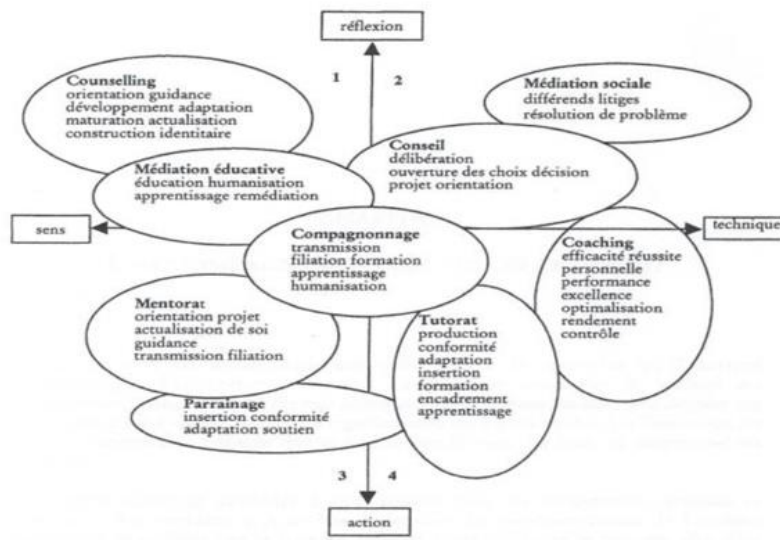 réflexion
1
2
Counselling
orientation guidance
développement adaptation
maturation actualisation
construction identitaire
Médiation sociale
différends litiges
résolution de problème
Conseil
délibération
ouverture des choix décision
projet orientation
Médiation éducative
éducation humanisation
apprentissage remédiation
sens
technique
Compagnonnage
transmission
filiation formation
apprentissage
humanisation
Coaching
efficacité réussite
personnelle
performance
excellence
optimalisation
rendement
contrôle
Mentorat
orientation projet
actualisation de soi
guidance
transmission filiation
Tutorat
production
conformité
adaptation
insertion
formation
encadrement
apprentissage
Parrainage
insertion conformité
adaptation soutien
3
4
action